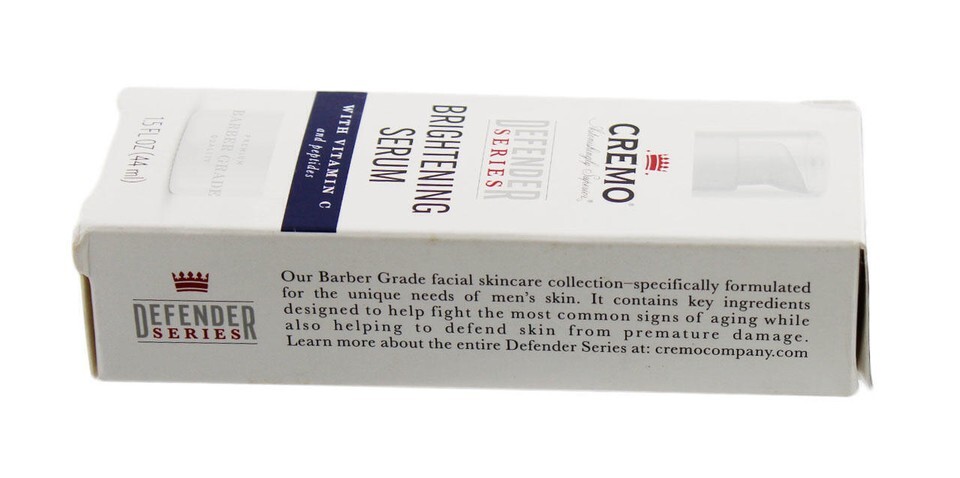 CREMO®
Astonishingly Superior®
DEFENDER
SERIES
BRIGHTENING
SERUM
WITH VITAMIN C
and peptides
BARBER GRADE
1.5 FL OZ (44 ml)
DEFENDER
SERIES
Our Barber Grade facial skincare collection–specifically formulated
for the unique needs of men's skin. It contains key ingredients
designed to help fight the most common signs of aging while
also helping to defend skin from premature damage.
Learn more about the entire Defender Series at: cremocompany.com